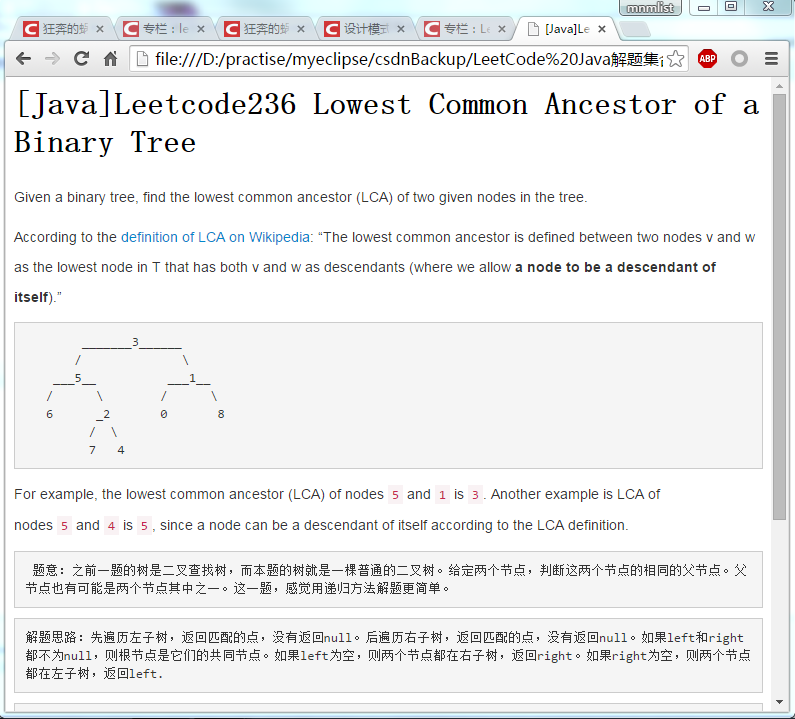 mnmlist
狂奔的蜗
专栏：le
狂奔的蜗
设计模式
专栏：Le
[Java]Le
file:///D:/practise/myeclipse/csdnBackup/LeetCode%20Java解题集合
ABP
[Java]Leetcode236 Lowest Common Ancestor of a
Binary Tree
Given a binary tree, find the lowest common ancestor (LCA) of two given nodes in the tree.
According to the definition of LCA on Wikipedia: “The lowest common ancestor is defined between two nodes v and w
as the lowest node in T that has both v and w as descendants (where we allow a node to be a descendant of
itself).”
_______3______
/ \
___5__ ___1__
/ \ / \
6 _2 0 8
/ \
7 4
For example, the lowest common ancestor (LCA) of nodes 5 and 1 is 3. Another example is LCA of
nodes 5 and 4 is 5, since a node can be a descendant of itself according to the LCA definition.
题意：之前一题的树是二叉查找树，而本题的树就是一棵普通的二叉树。给定两个节点，判断这两个节点的相同的父节点。父
节点也有可能是两个节点其中之一。这一题，感觉用递归方法解题更简单。
解题思路：先遍历左子树，返回匹配的点，没有返回null。后遍历右子树，返回匹配的点，没有返回null。如果left和right
都不为null，则根节点是它们的共同节点。如果left为空，则两个节点都在右子树，返回right。如果right为空，则两个节点
都在左子树，返回left.